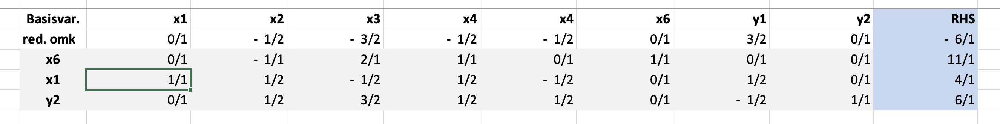 Basisvar. x1 x2 x3 x4 x4 x6 y1 y2 RHS
red. omk 0/1 - 1/2 - 3/2 - 1/2 - 1/2 0/1 3/2 0/1 - 6/1
x6 0/1 - 1/1 2/1 1/1 0/1 1/1 0/1 0/1 11/1
x1 1/1 1/2 - 1/2 1/2 - 1/2 0/1 1/2 0/1 4/1
y2 0/1 1/2 3/2 1/2 1/2 0/1 - 1/2 1/1 6/1